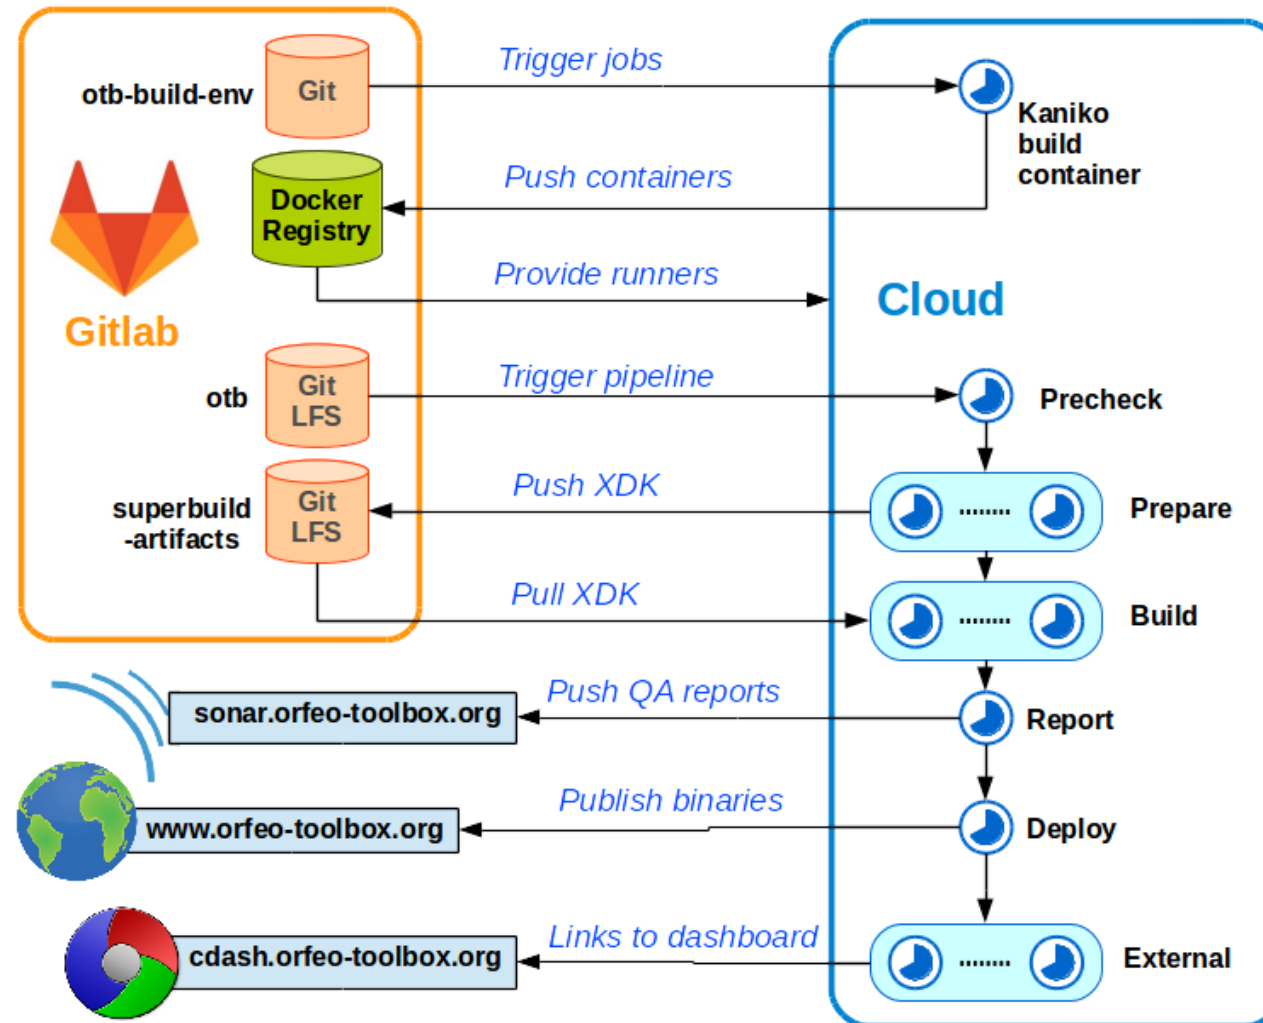 Trigger jobs
otb-build-env
Git
Kaniko
build
container
Push containers
Docker
Registry
Provide runners
Cloud
Gitlab
Trigger pipeline
otb
Git
LFS
Precheck
Push XDK
superbuild
-artifacts
Git
LFS
Prepare
Pull XDK
Build
Push QA reports
sonar.orfeo-toolbox.org
Report
Publish binaries
www.orfeo-toolbox.org
Deploy
Links to dashboard
cdash.orfeo-toolbox.org
External